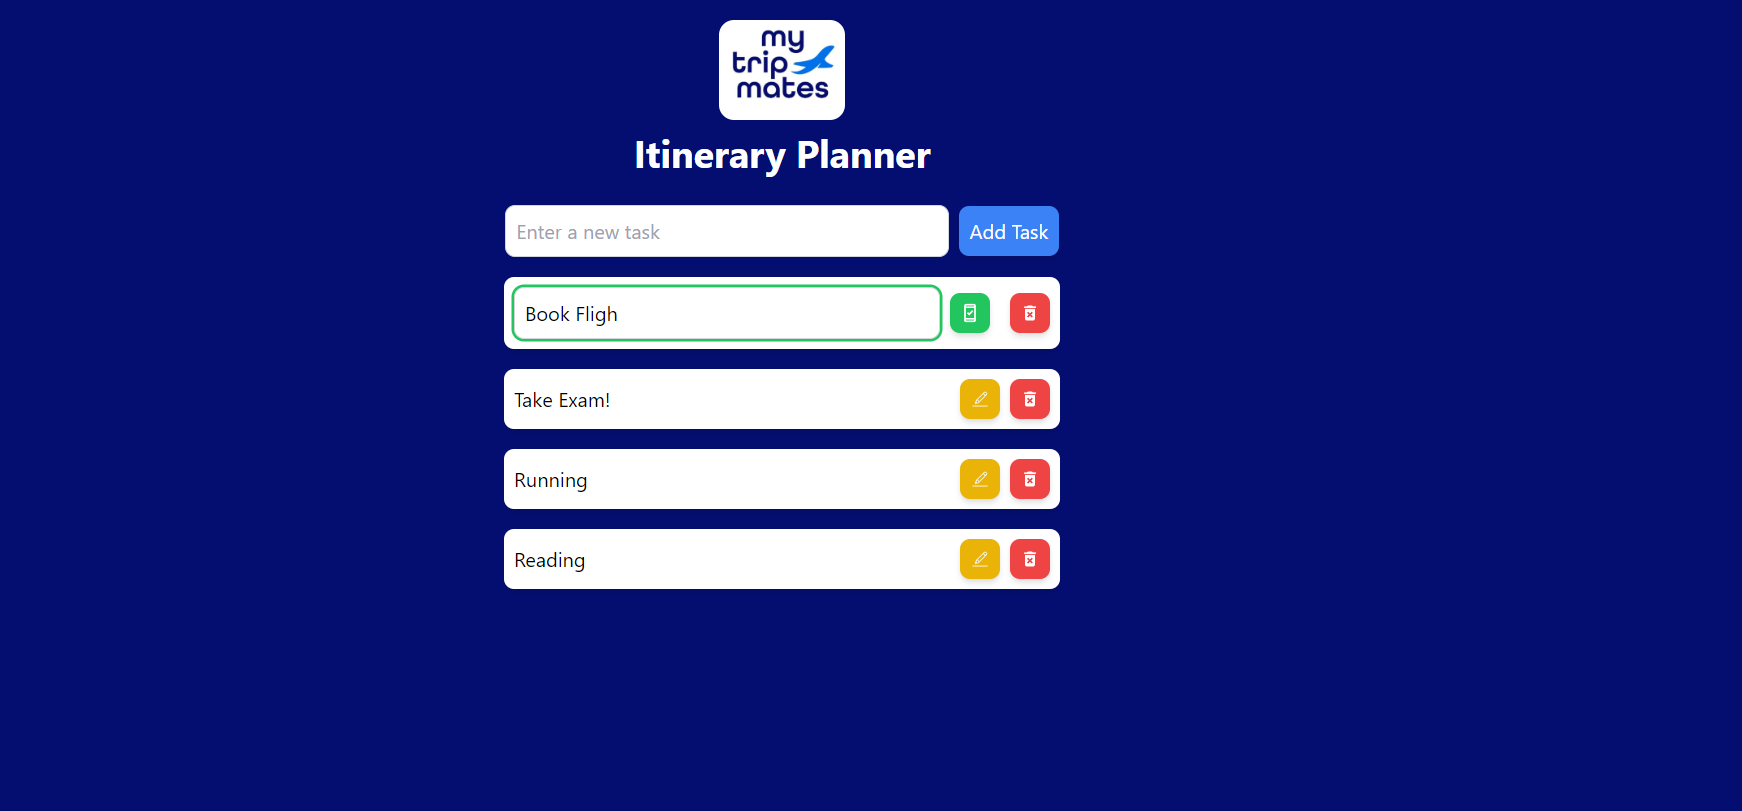 my
trip
mates
Itinerary Planner
Enter a new task
Add Task
Book Fligh
Take Exam!
Running
Reading